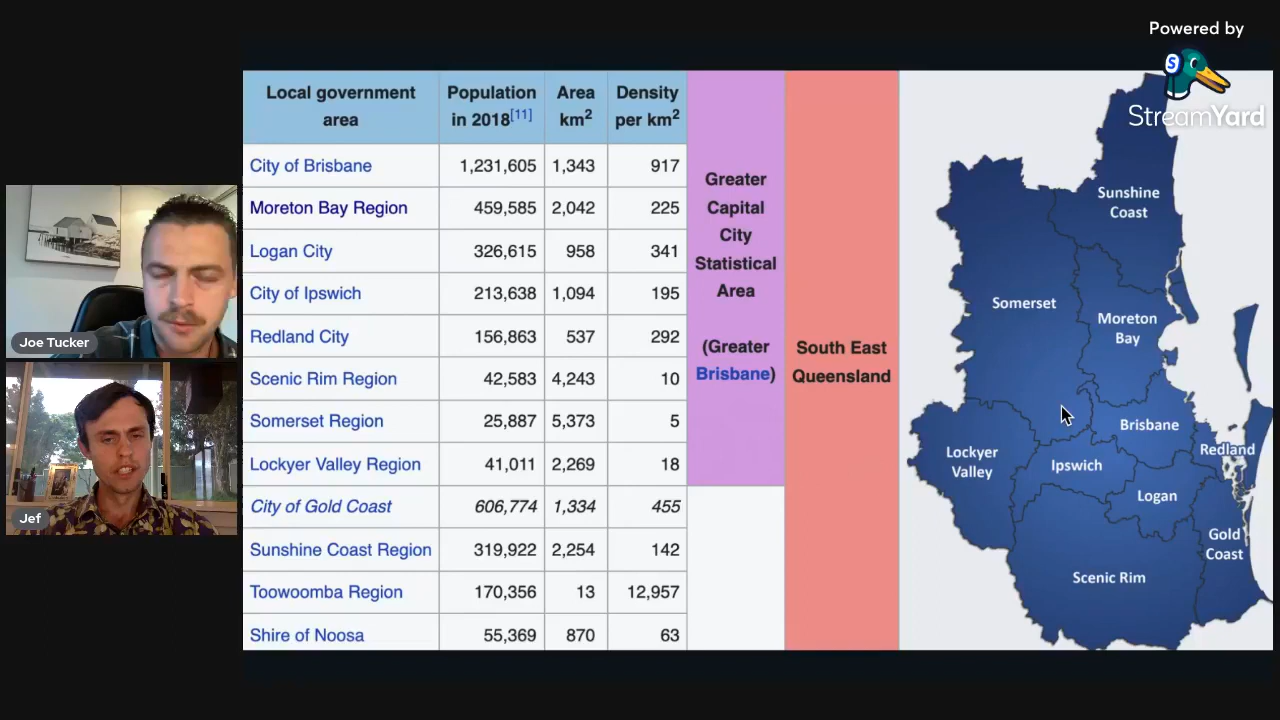 Powered by
StreamYard
Local government area
Population in 2018[11]
Area km2
Density per km2
City of Brisbane 1,231,605 1,343 917
Moreton Bay Region 459,585 2,042 225
Logan City 326,615 958 341
City of Ipswich 213,638 1,094 195
Redland City 156,863 537 292
Scenic Rim Region 42,583 4,243 10
Somerset Region 25,887 5,373 5
Lockyer Valley Region 41,011 2,269 18
City of Gold Coast 606,774 1,334 455
Sunshine Coast Region 319,922 2,254 142
Toowoomba Region 170,356 13 12,957
Shire of Noosa 55,369 870 63
Greater
Capital
City
Statistical
Area
(Greater
Brisbane)
South East
Queensland
Sunshine
Coast
Somerset
Moreton
Bay
Brisbane
Redland
Lockyer
Valley
Ipswich
Logan
Gold
Coast
Scenic Rim
Joe Tucker
Jef
S